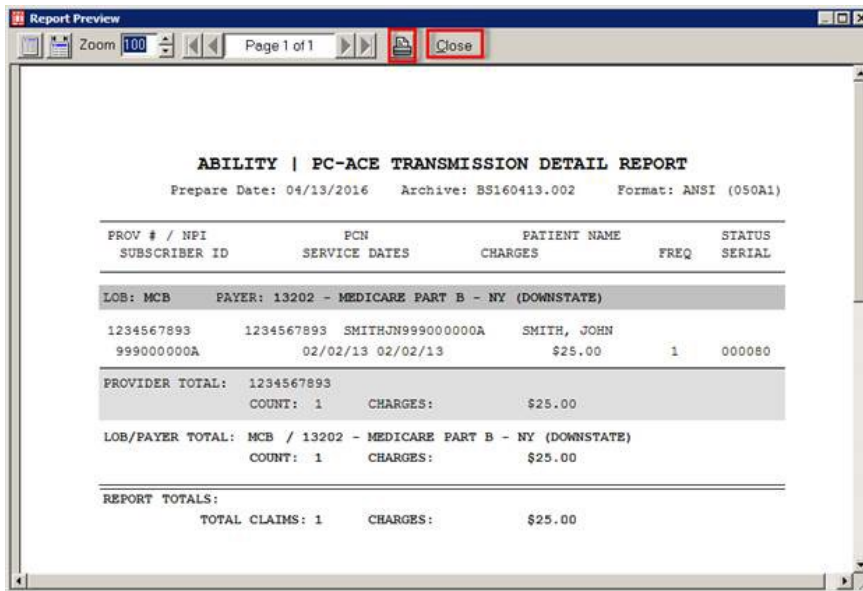 Report Preview
Zoom 100 Page 1 of 1 Close
ABILITY | PC-ACE TRANSMISSION DETAIL REPORT
Prepare Date: 04/13/2016 Archive: BS160413.002 Format: ANSI (050A1)
PROV # / NPI PCN PATIENT NAME STATUS
SUBSCRIBER ID SERVICE DATES CHARGES FREQ SERIAL
LOB: MCB PAYER: 13202 - MEDICARE PART B - NY (DOWNSTATE)
1234567893 1234567893 SMITHJN999000000A SMITH, JOHN
999000000A 02/02/13 02/02/13 $25.00 1 000080
PROVIDER TOTAL: 1234567893
COUNT: 1 CHARGES: $25.00
LOB/PAYER TOTAL: MCB / 13202 - MEDICARE PART B - NY (DOWNSTATE)
COUNT: 1 CHARGES: $25.00
REPORT TOTALS:
TOTAL CLAIMS: 1 CHARGES: $25.00